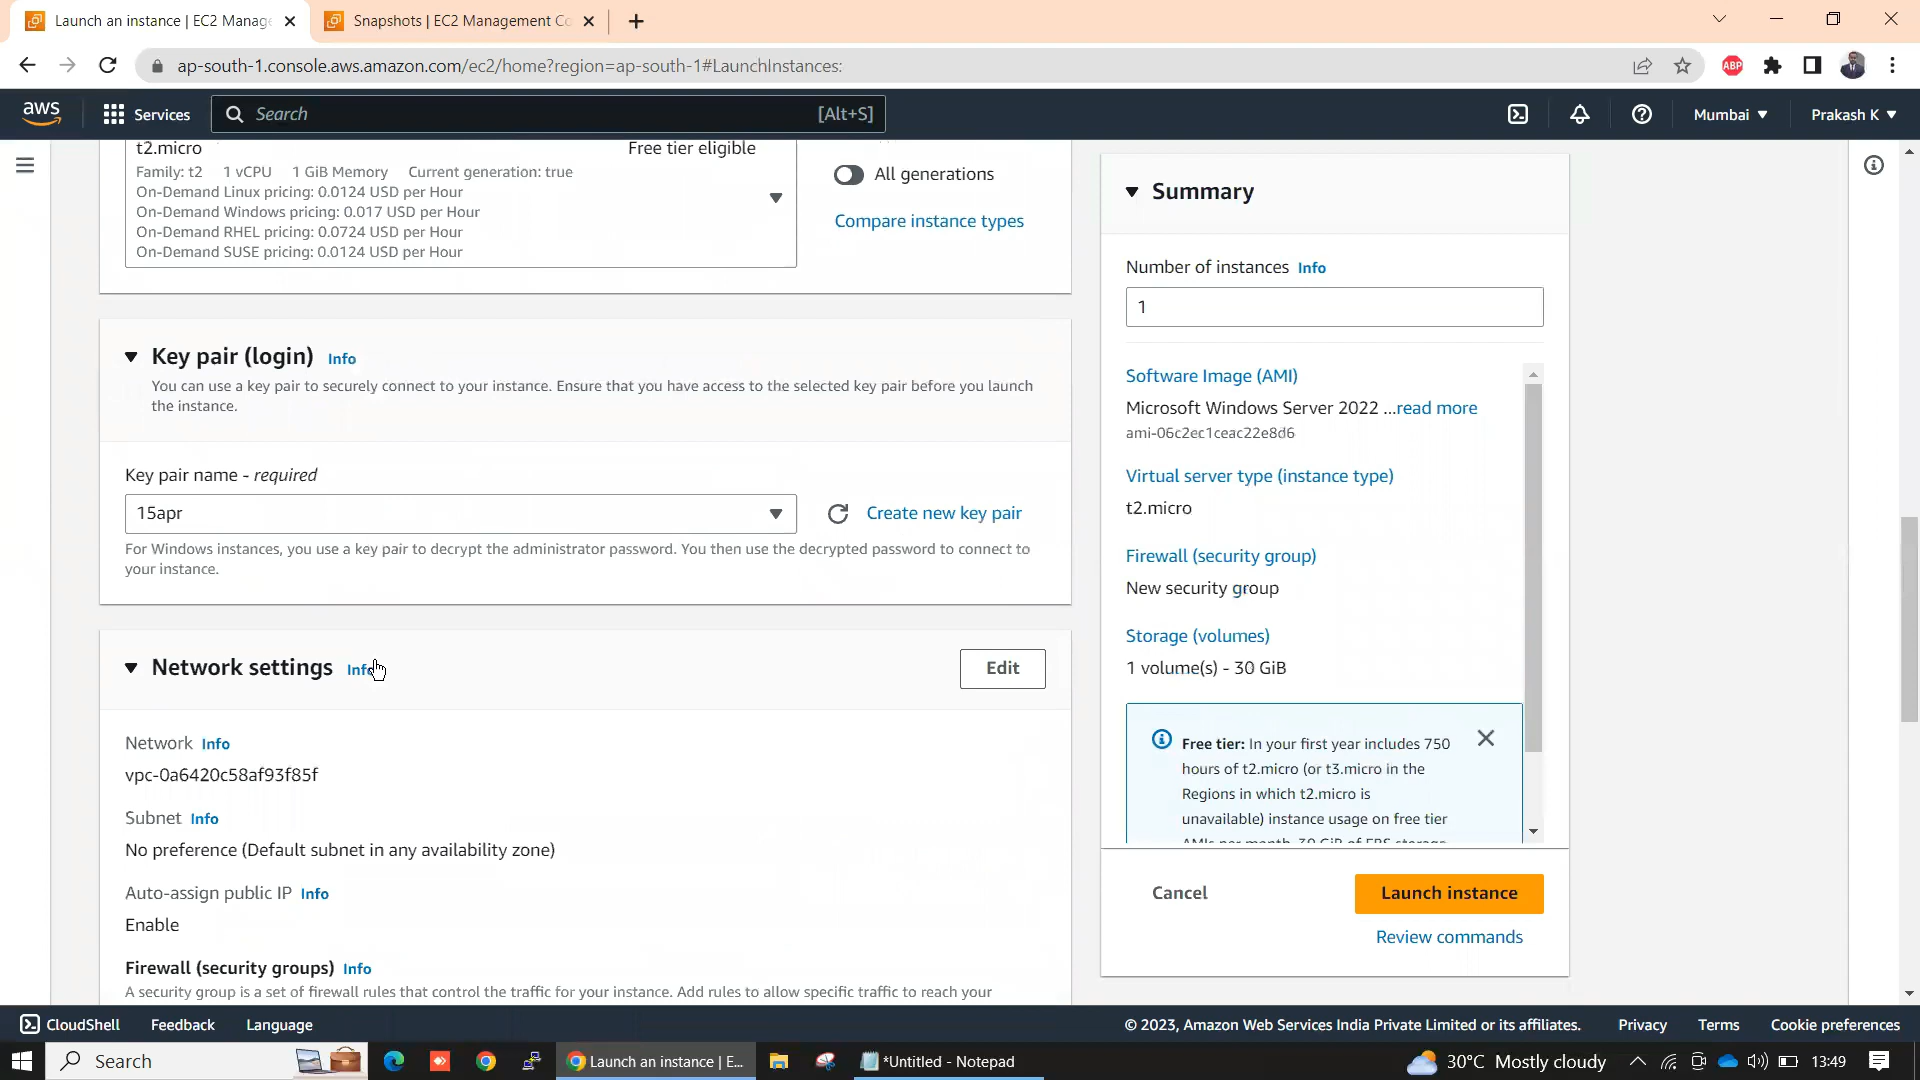 Launch an instance | EC2 Manage
Snapshots | EC2 Management Co
ap-south-1.console.aws.amazon.com/ec2/home?region=ap-south-1#LaunchInstances:
ABP
aws
Services
Search
[Alt+S]
Mumbai
Prakash K
t2.micro
Free tier eligible
Family: t2 1 vCPU 1 GiB Memory Current generation: true
On-Demand Linux pricing: 0.0124 USD per Hour
On-Demand Windows pricing: 0.017 USD per Hour
On-Demand RHEL pricing: 0.0724 USD per Hour
On-Demand SUSE pricing: 0.0124 USD per Hour
All generations
Compare instance types
Key pair (login) Info
You can use a key pair to securely connect to your instance. Ensure that you have access to the selected key pair before you launch
the instance.
Key pair name - required
15apr
Create new key pair
For Windows instances, you use a key pair to decrypt the administrator password. You then use the decrypted password to connect to
your instance.
Network settings Info
Edit
Network Info
vpc-0a6420c58af93f85f
Subnet Info
No preference (Default subnet in any availability zone)
Auto-assign public IP Info
Enable
Firewall (security groups) Info
A security group is a set of firewall rules that control the traffic for your instance. Add rules to allow specific traffic to reach your
Summary
Number of instances Info
1
Software Image (AMI)
Microsoft Windows Server 2022 ...read more
ami-06c2ec1ceac22e8d6
Virtual server type (instance type)
t2.micro
Firewall (security group)
New security group
Storage (volumes)
1 volume(s) - 30 GiB
Free tier: In your first year includes 750
hours of t2.micro (or t3.micro in the
Regions in which t2.micro is
unavailable) instance usage on free tier
AMIs per month, 30 GiB of EBS storage,
Cancel
Launch instance
Review commands
CloudShell
Feedback
Language
© 2023, Amazon Web Services India Private Limited or its affiliates.
Privacy
Terms
Cookie preferences
Search
Launch an instance | E...
*Untitled - Notepad
30°C Mostly cloudy
13:49